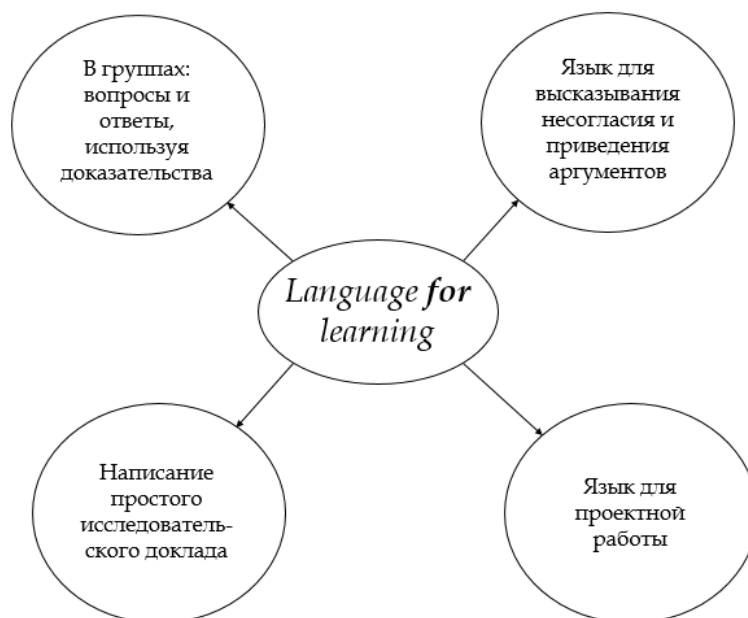 В группах:
вопросы и
ответы,
используя
доказательства
Язык для
высказывания
несогласия и
приведения
аргументов
Language for
learning
Написание
простого
исследователь-
ского доклада
Язык для
проектной
работы